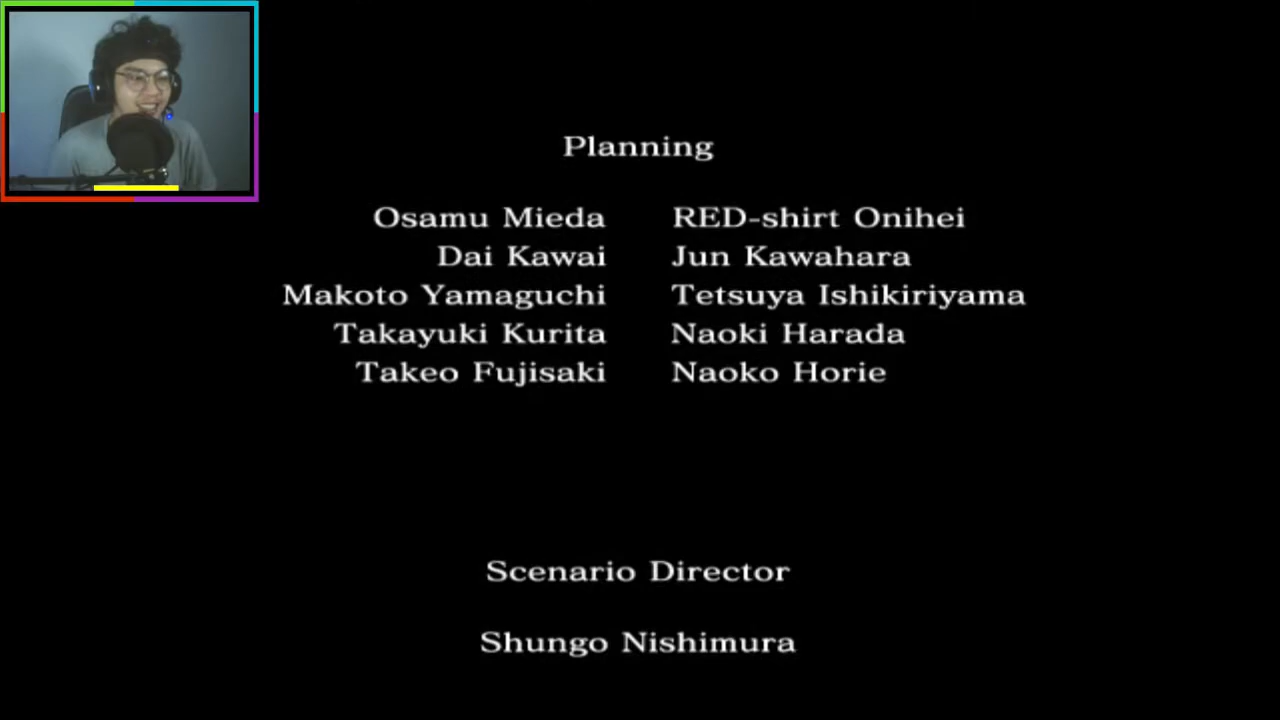 Planning
Osamu Mieda RED-shirt Onihei
Dai Kawai Jun Kawahara
Makoto Yamaguchi Tetsuya Ishikiriyama
Takayuki Kurita Naoki Harada
Takeo Fujisaki Naoko Horie
Scenario Director
Shungo Nishimura